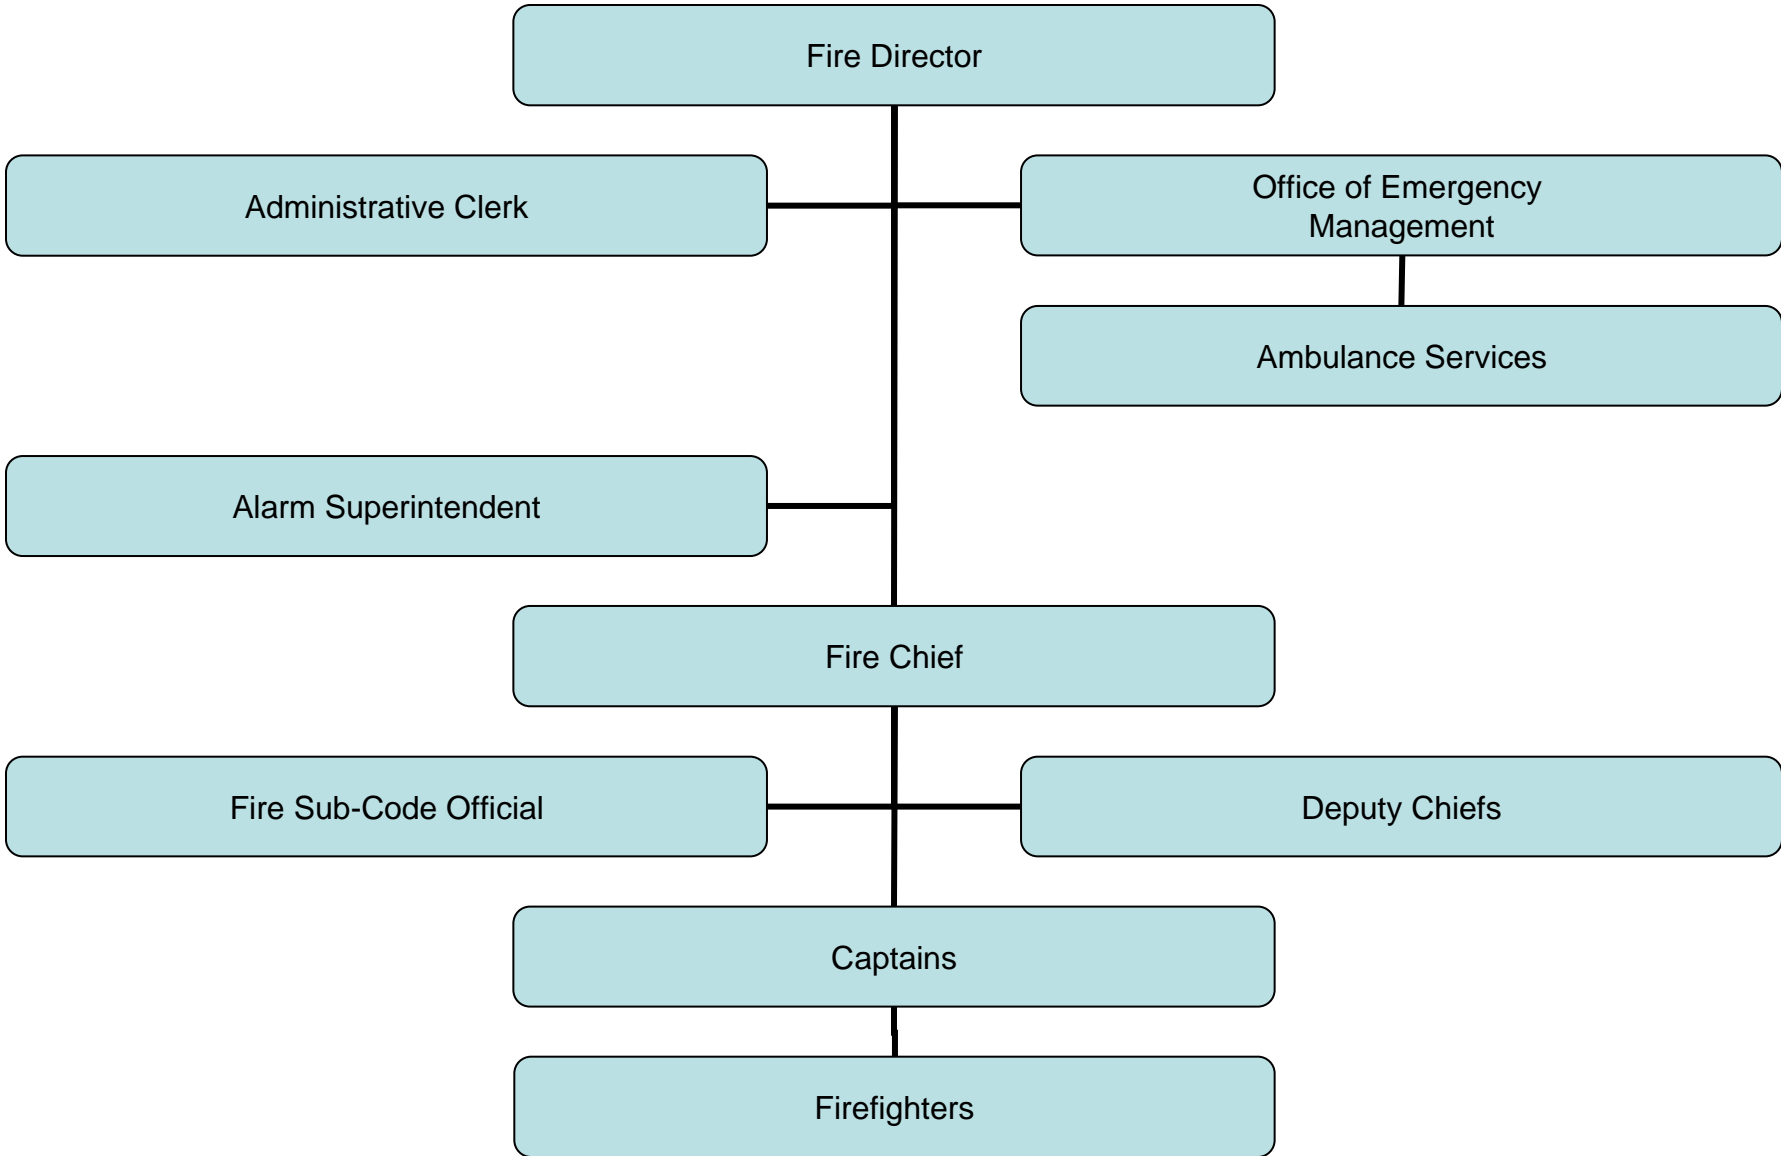 Fire Director
Administrative Clerk
Office of Emergency
Management
Ambulance Services
Alarm Superintendent
Fire Chief
Fire Sub-Code Official
Deputy Chiefs
Captains
Firefighters